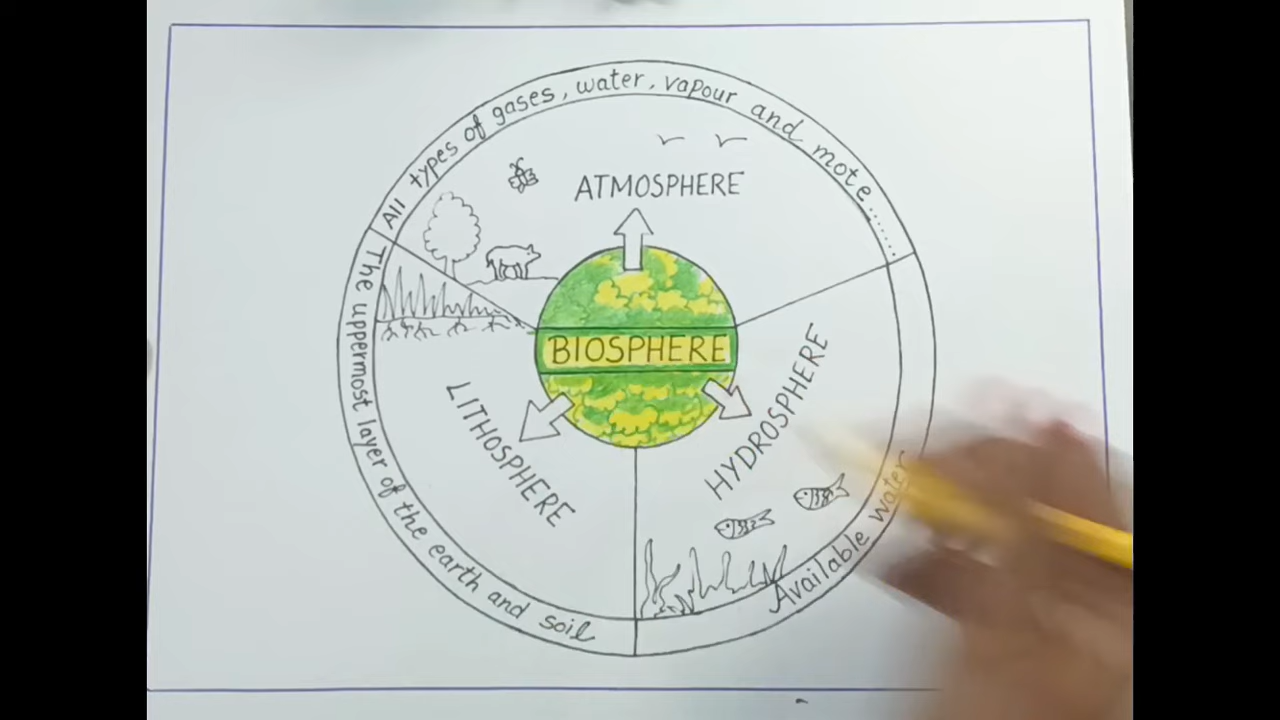 All types of gases, water, vapour and mote......
ATMOSPHERE
BIOSPHERE
LITHOSPHERE
HYDROSPHERE
The uppermost layer of the earth and soil
Available water